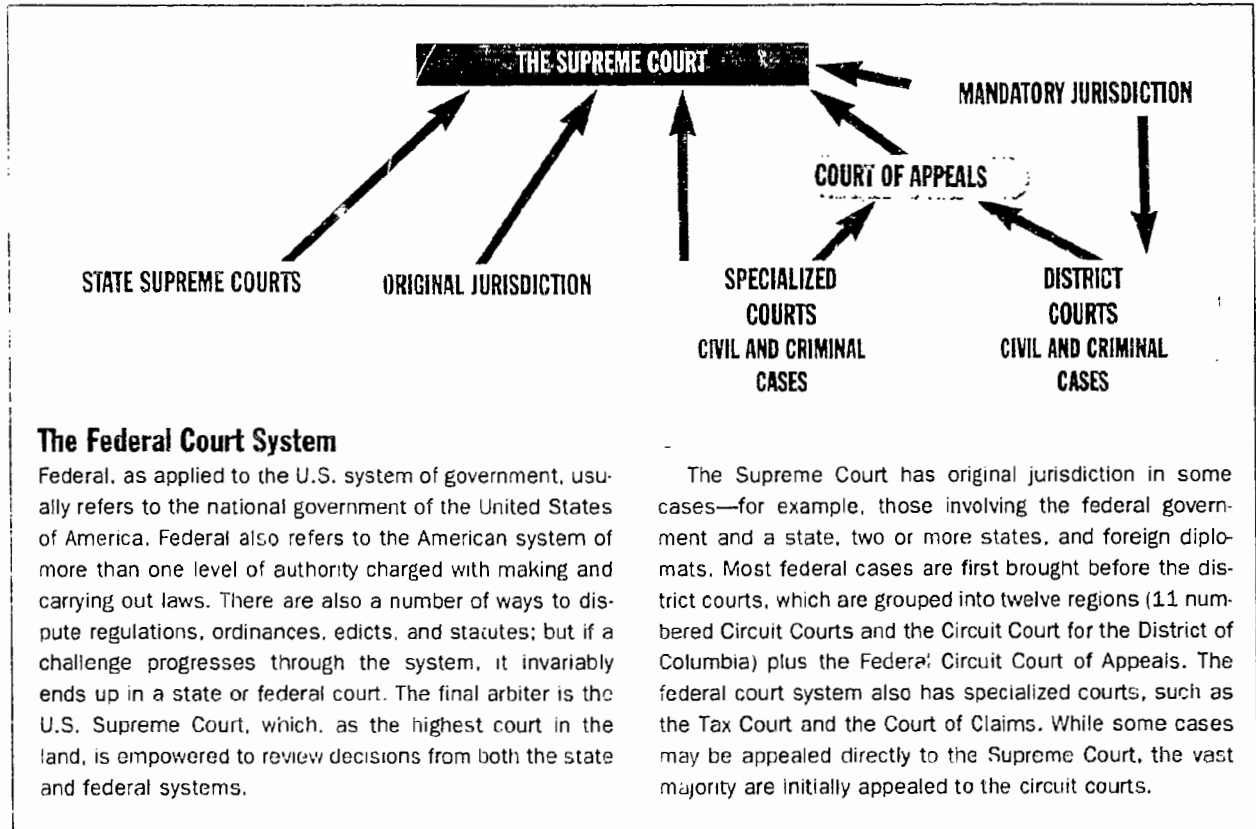 THE SUPREME COURT
MANDATORY JURISDICTION
COURT OF APPEALS
STATE SUPREME COURTS
ORIGINAL JURISDICTION
SPECIALIZED
COURTS
CIVIL AND CRIMINAL
CASES
DISTRICT
COURTS
CIVIL AND CRIMINAL
CASES
The Federal Court System
Federal, as applied to the U.S. system of government, usu-
ally refers to the national government of the United States
of America. Federal also refers to the American system of
more than one level of authority charged with making and
carrying out laws. There are also a number of ways to dis-
pute regulations, ordinances, edicts, and statutes; but if a
challenge progresses through the system, it invariably
ends up in a state or federal court. The final arbiter is the
U.S. Supreme Court, which, as the highest court in the
land, is empowered to review decisions from both the state
and federal systems.
The Supreme Court has original jurisdiction in some
cases—for example, those involving the federal govern-
ment and a state, two or more states, and foreign diplo-
mats. Most federal cases are first brought before the dis-
trict courts, which are grouped into twelve regions (11 num-
bered Circuit Courts and the Circuit Court for the District of
Columbia) plus the Federal Circuit Court of Appeals. The
federal court system also has specialized courts, such as
the Tax Court and the Court of Claims. While some cases
may be appealed directly to the Supreme Court, the vast
majority are initially appealed to the circuit courts.